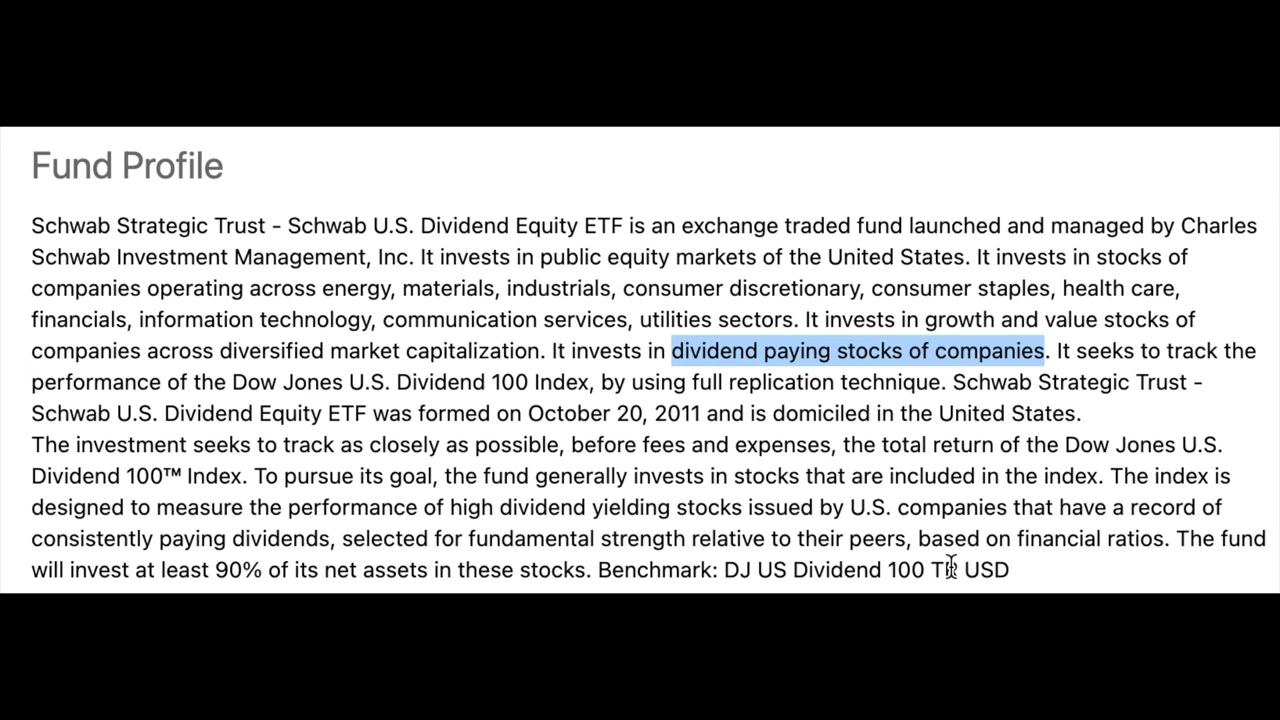 Fund Profile
Schwab Strategic Trust - Schwab U.S. Dividend Equity ETF is an exchange traded fund launched and managed by Charles
Schwab Investment Management, Inc. It invests in public equity markets of the United States. It invests in stocks of
companies operating across energy, materials, industrials, consumer discretionary, consumer staples, health care,
financials, information technology, communication services, utilities sectors. It invests in growth and value stocks of
companies across diversified market capitalization. It invests in dividend paying stocks of companies. It seeks to track the
performance of the Dow Jones U.S. Dividend 100 Index, by using full replication technique. Schwab Strategic Trust -
Schwab U.S. Dividend Equity ETF was formed on October 20, 2011 and is domiciled in the United States.
The investment seeks to track as closely as possible, before fees and expenses, the total return of the Dow Jones U.S.
Dividend 100™ Index. To pursue its goal, the fund generally invests in stocks that are included in the index. The index is
designed to measure the performance of high dividend yielding stocks issued by U.S. companies that have a record of
consistently paying dividends, selected for fundamental strength relative to their peers, based on financial ratios. The fund
will invest at least 90% of its net assets in these stocks. Benchmark: DJ US Dividend 100 TR USD